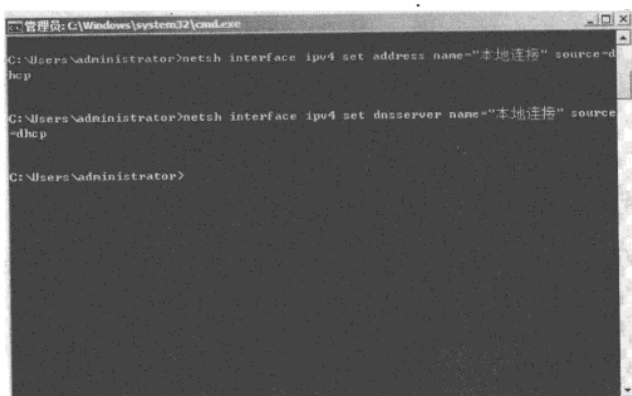 管理员: C:\Windows\system32\cmd.exe
C:\Users\administrator>netsh interface ipv4 set address name="本地连接" source=d
hcp
C:\Users\administrator>netsh interface ipv4 set dnsserver name="本地连接" source
=dhcp
C:\Users\administrator>